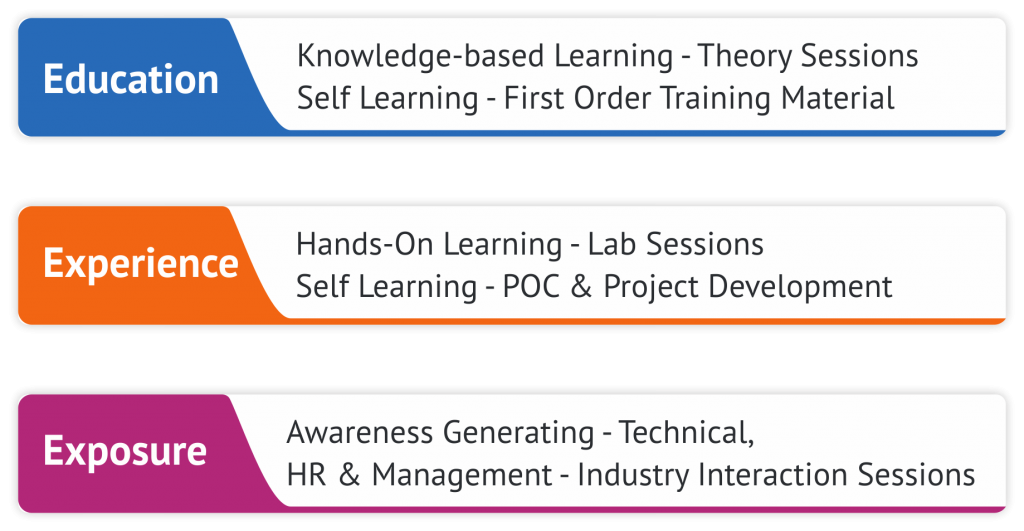 Education
Knowledge-based Learning - Theory Sessions
Self Learning - First Order Training Material
Experience
Hands-On Learning - Lab Sessions
Self Learning - POC & Project Development
Exposure
Awareness Generating - Technical,
HR & Management - Industry Interaction Sessions